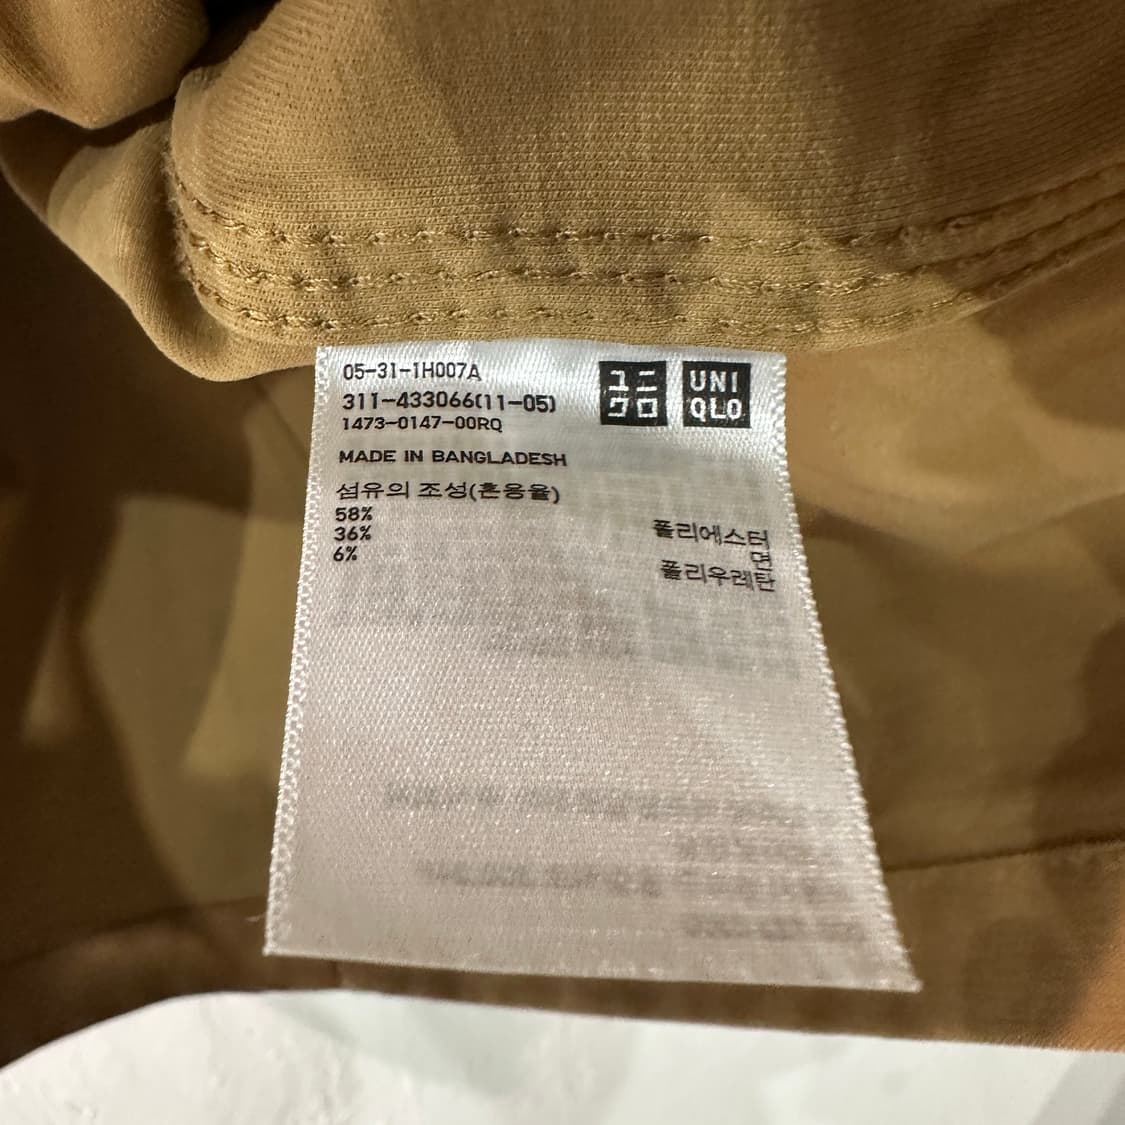 05-31-1H007A
311-433066(11-05)
1473-0147-00RQ
ユニ
クロ
UNI
QLO
MADE IN BANGLADESH
섬유의 조성(혼용율)
58% 폴리에스터
36% 면
6% 폴리우레탄